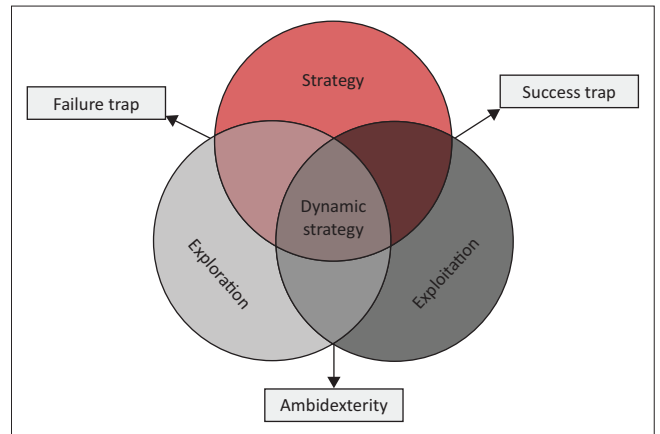 Strategy
Failure trap
Success trap
Dynamic
strategy
Exploration
Exploitation
Ambidexterity